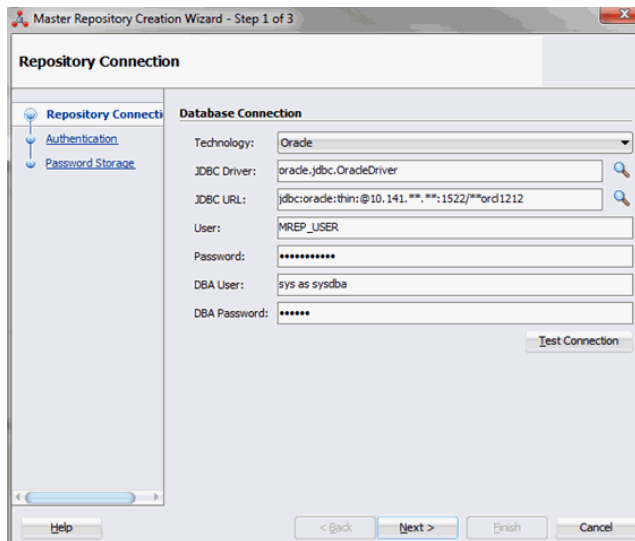 Master Repository Creation Wizard - Step 1 of 3
Repository Connection
Repository Connecti
Authentication
Password Storage
Database Connection
Technology: Oracle
JDBC Driver: oracle.jdbc.OracleDriver
JDBC URL: jdbc:oracle:thin:@10.141.**.**:1522/**orcl1212
User: MREP_USER
Password: •••••••••••
DBA User: sys as sysdba
DBA Password: ••••••
Test Connection
Help < Back Next > Finish Cancel